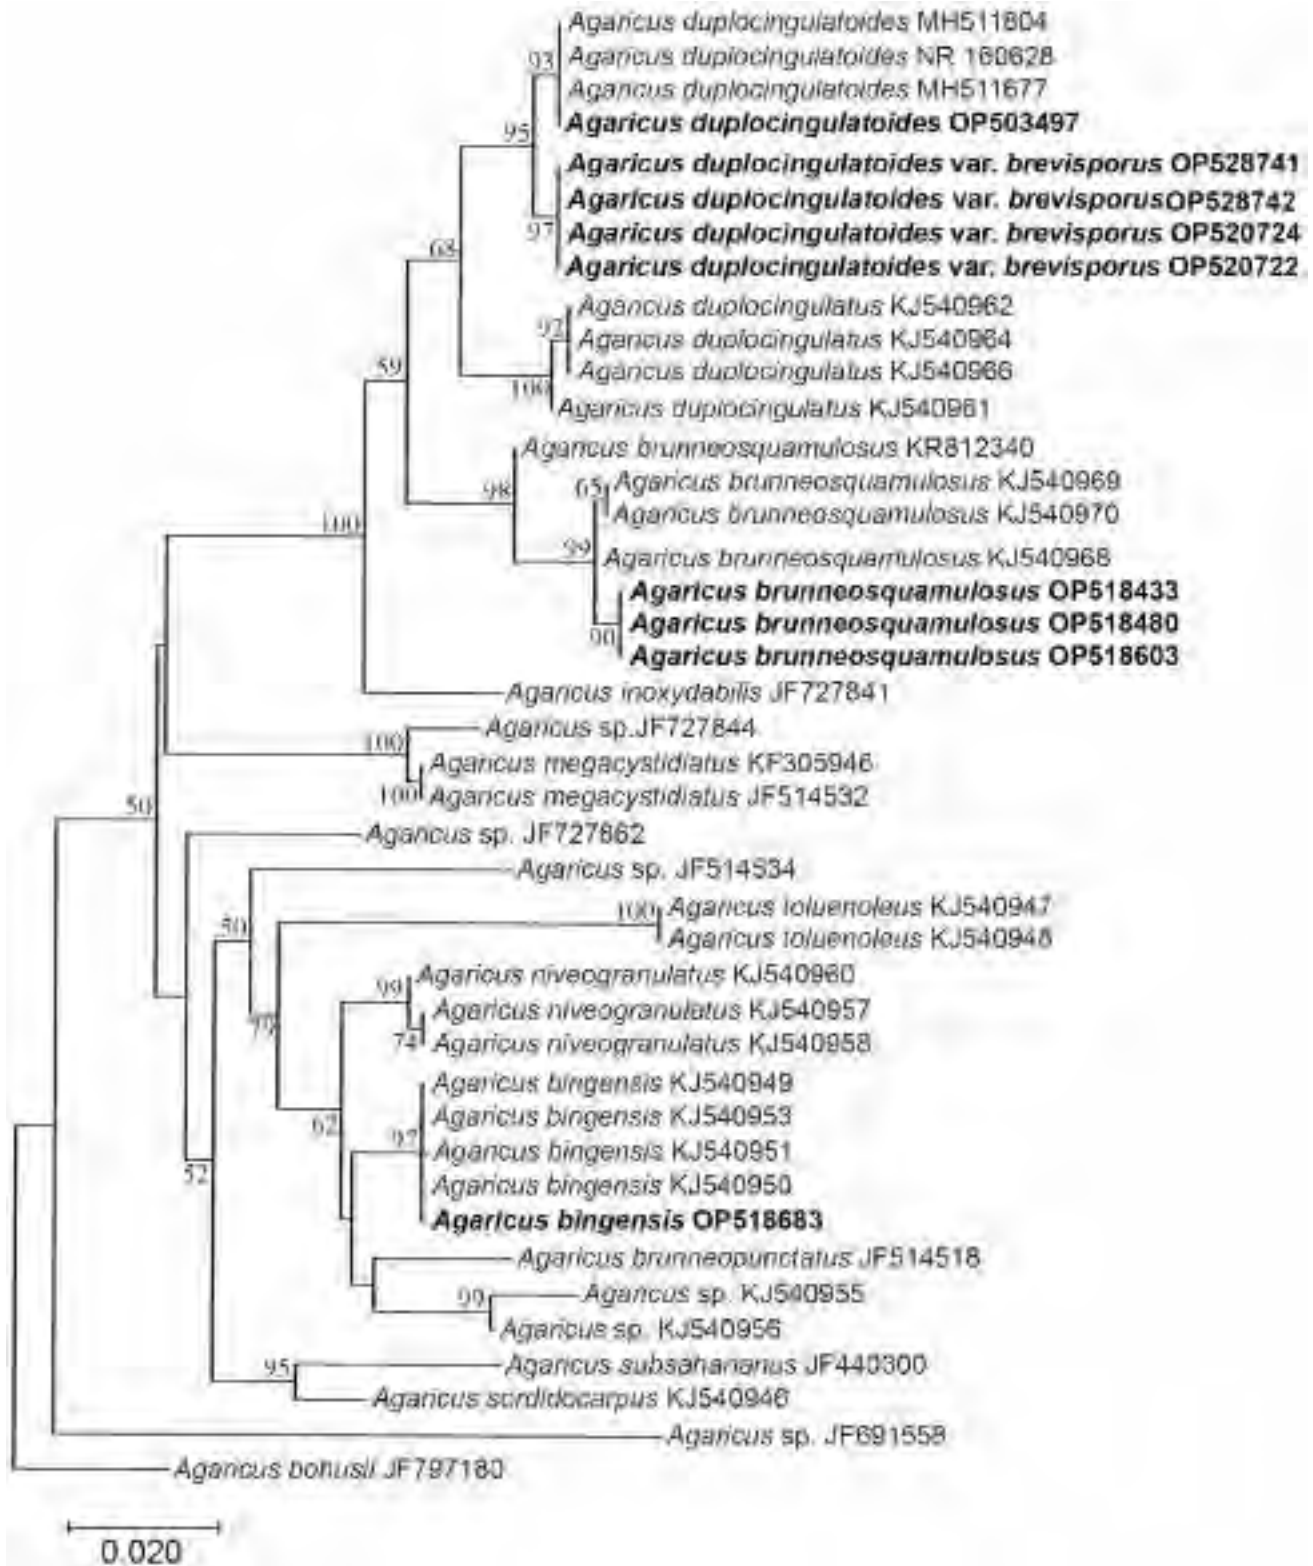 Agaricus duplocingulatoides MH511804
93 Agaricus duplocingulatoides NR 160628
Agaricus duplocingulatoides MH511677
95 Agaricus duplocingulatoides OP503497
Agaricus duplocingulatoides var. brevisporus OP528741
Agaricus duplocingulatoides var. brevisporusOP528742
97 Agaricus duplocingulatoides var. brevisporus OP520724
68
Agaricus duplocingulatoides var. brevisporus OP520722
Agaricus duplocingulatus KJ540962
92 Agaricus duplocingulatus KJ540964
59 Agaricus duplocingulatus KJ540966
100
Agaricus duplocingulatus KJ540961
Agaricus brunneosquamulosus KR812340
98 65 Agaricus brunneosquamulosus KJ540969
Agaricus brunneosquamulosus KJ540970
100
99 Agaricus brunneosquamulosus KJ540968
Agaricus brunneosquamulosus OP518433
Agaricus brunneosquamulosus OP518480
90
Agaricus brunneosquamulosus OP518603
Agaricus inoxydabilis JF727841
Agaricus sp.JF727844
100
Agaricus megacystidiatus KF305946
100 Agaricus megacystidiatus JF514532
50
Agaricus sp. JF727862
Agaricus sp. JF514534
100 Agaricus toluenoleus KJ540947
50
Agaricus toluenoleus KJ540948
Agaricus niveogranulatus KJ540960
99
Agaricus niveogranulatus KJ540957
74 Agaricus niveogranulatus KJ540958
Agaricus bingensis KJ540949
62 Agaricus bingensis KJ540953
97
Agaricus bingensis KJ540951
52 Agaricus bingensis KJ540950
Agaricus bingensis OP518683
Agaricus brunneopunctatus JF514518
99 Agaricus sp. KJ540955
Agaricus sp. KJ540956
95 Agaricus subsaharianus JF440300
Agaricus sordidocarpus KJ540946
Agaricus sp. JF691558
Agaricus bohusii JF797180
0.020